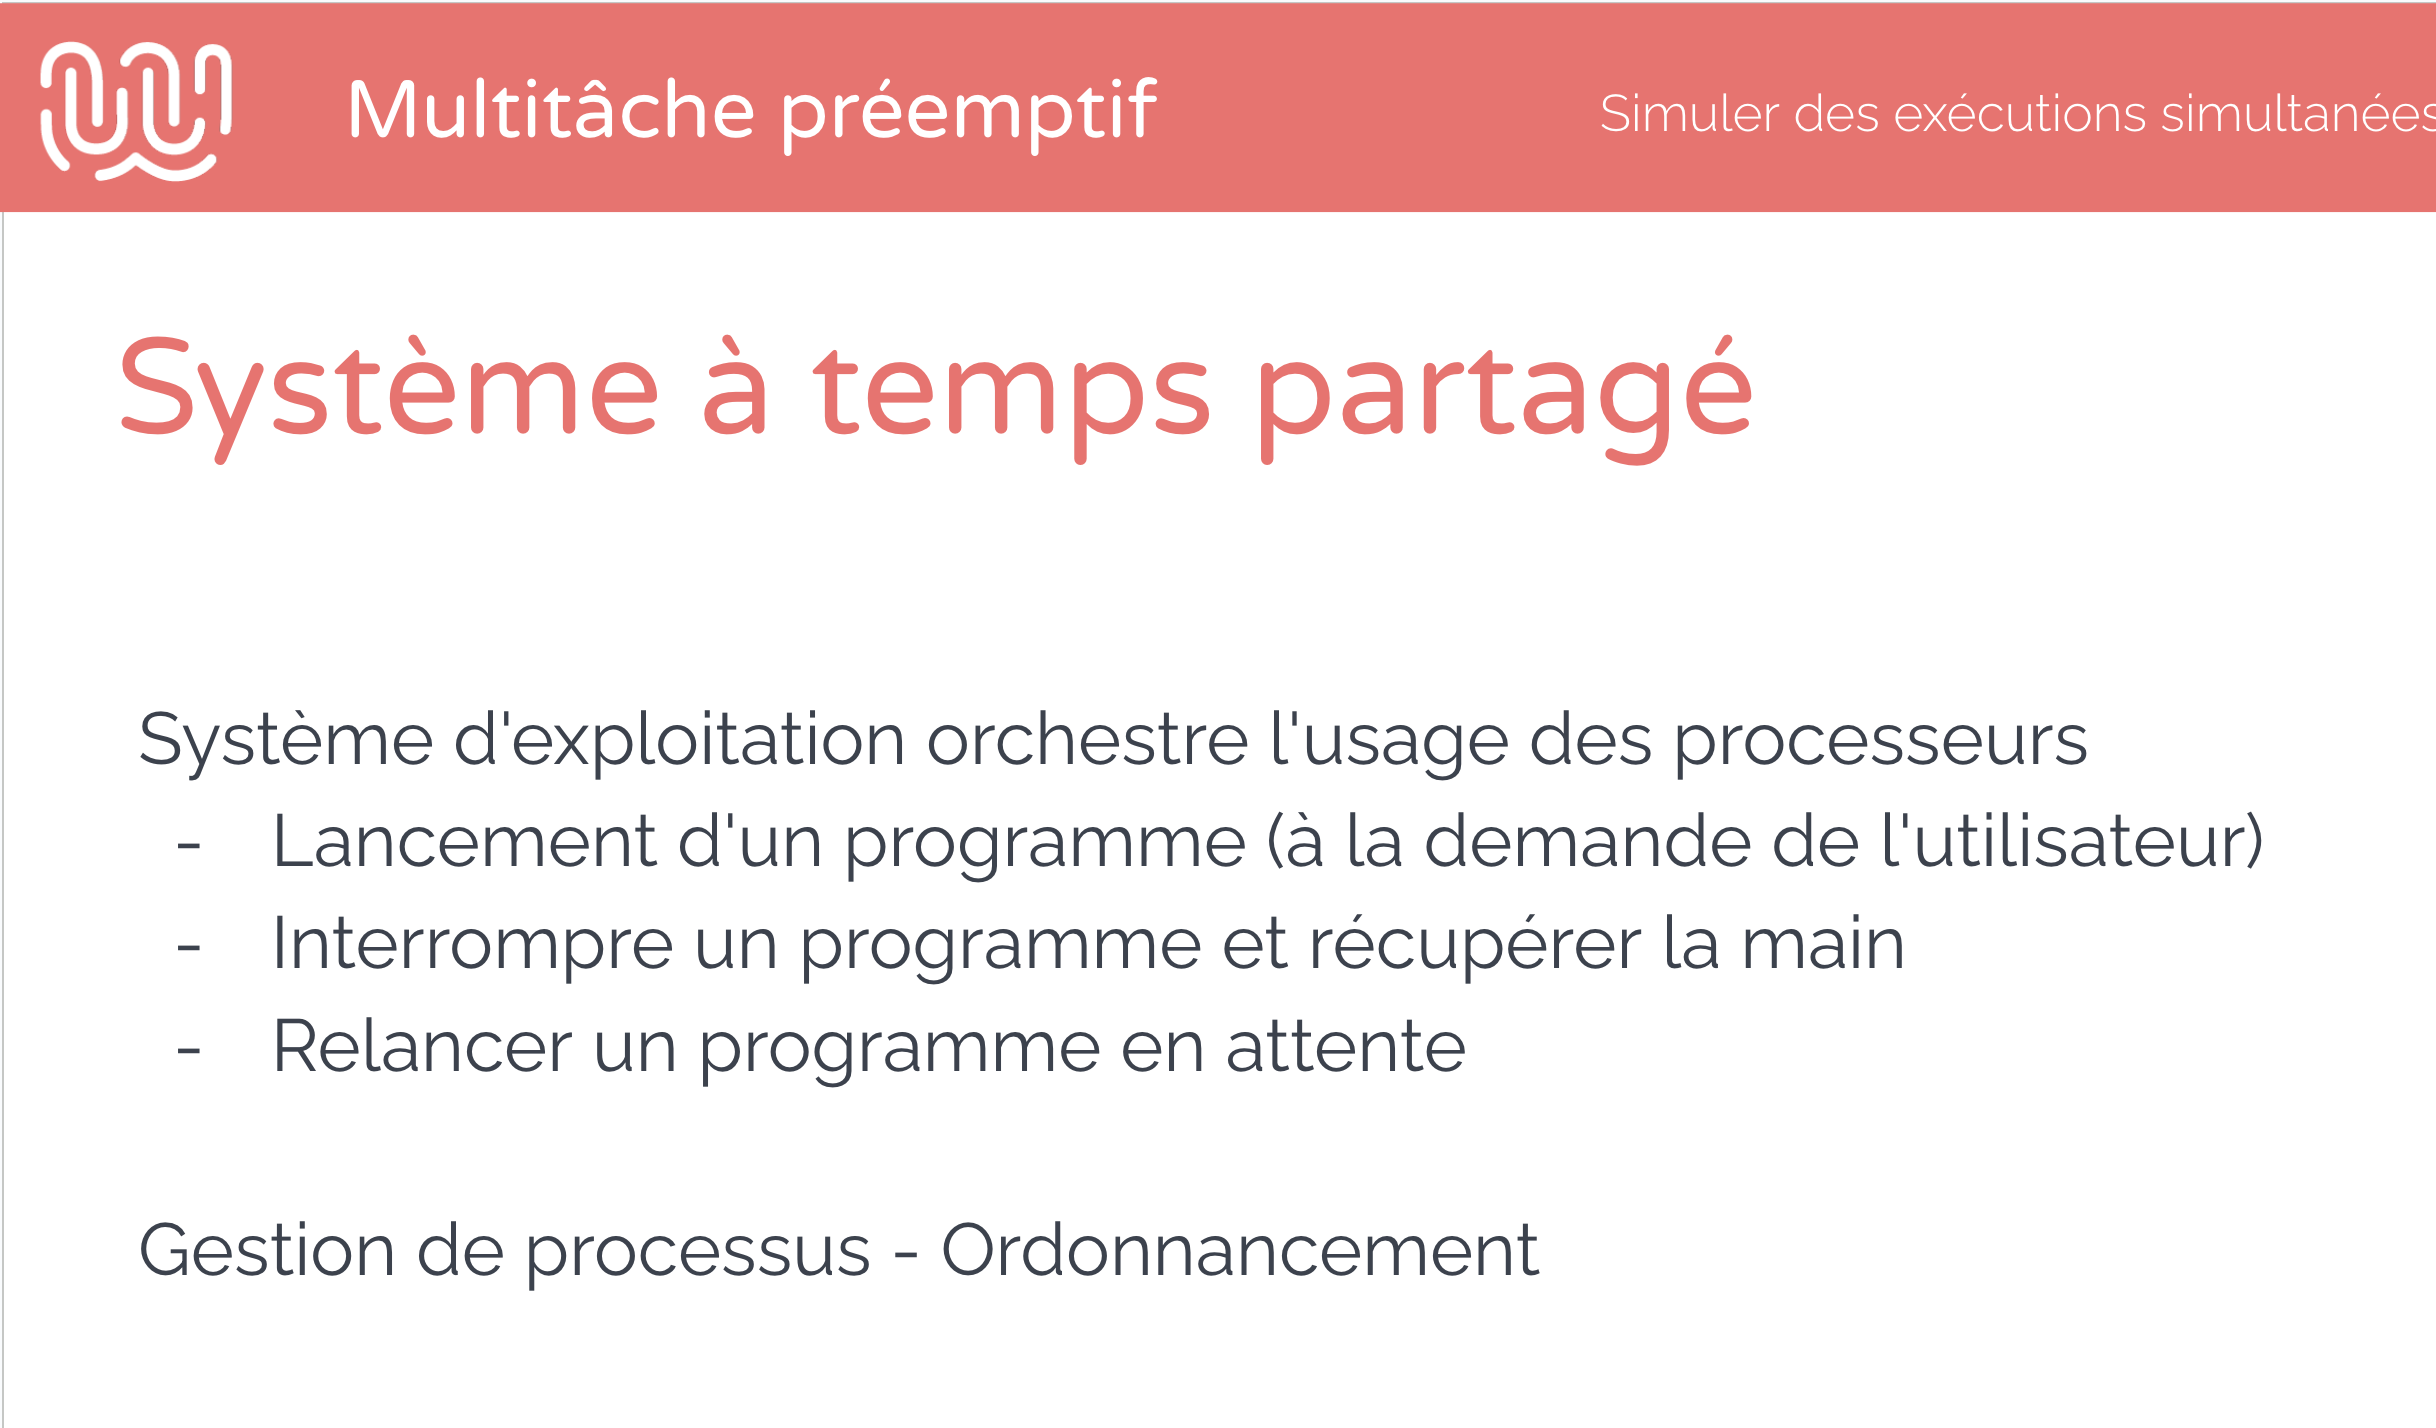 Multitâche préemptif
Simuler des exécutions simultanées
Système à temps partagé
Système d'exploitation orchestre l'usage des processeurs
- Lancement d'un programme (à la demande de l'utilisateur)
- Interrompre un programme et récupérer la main
- Relancer un programme en attente
Gestion de processus - Ordonnancement